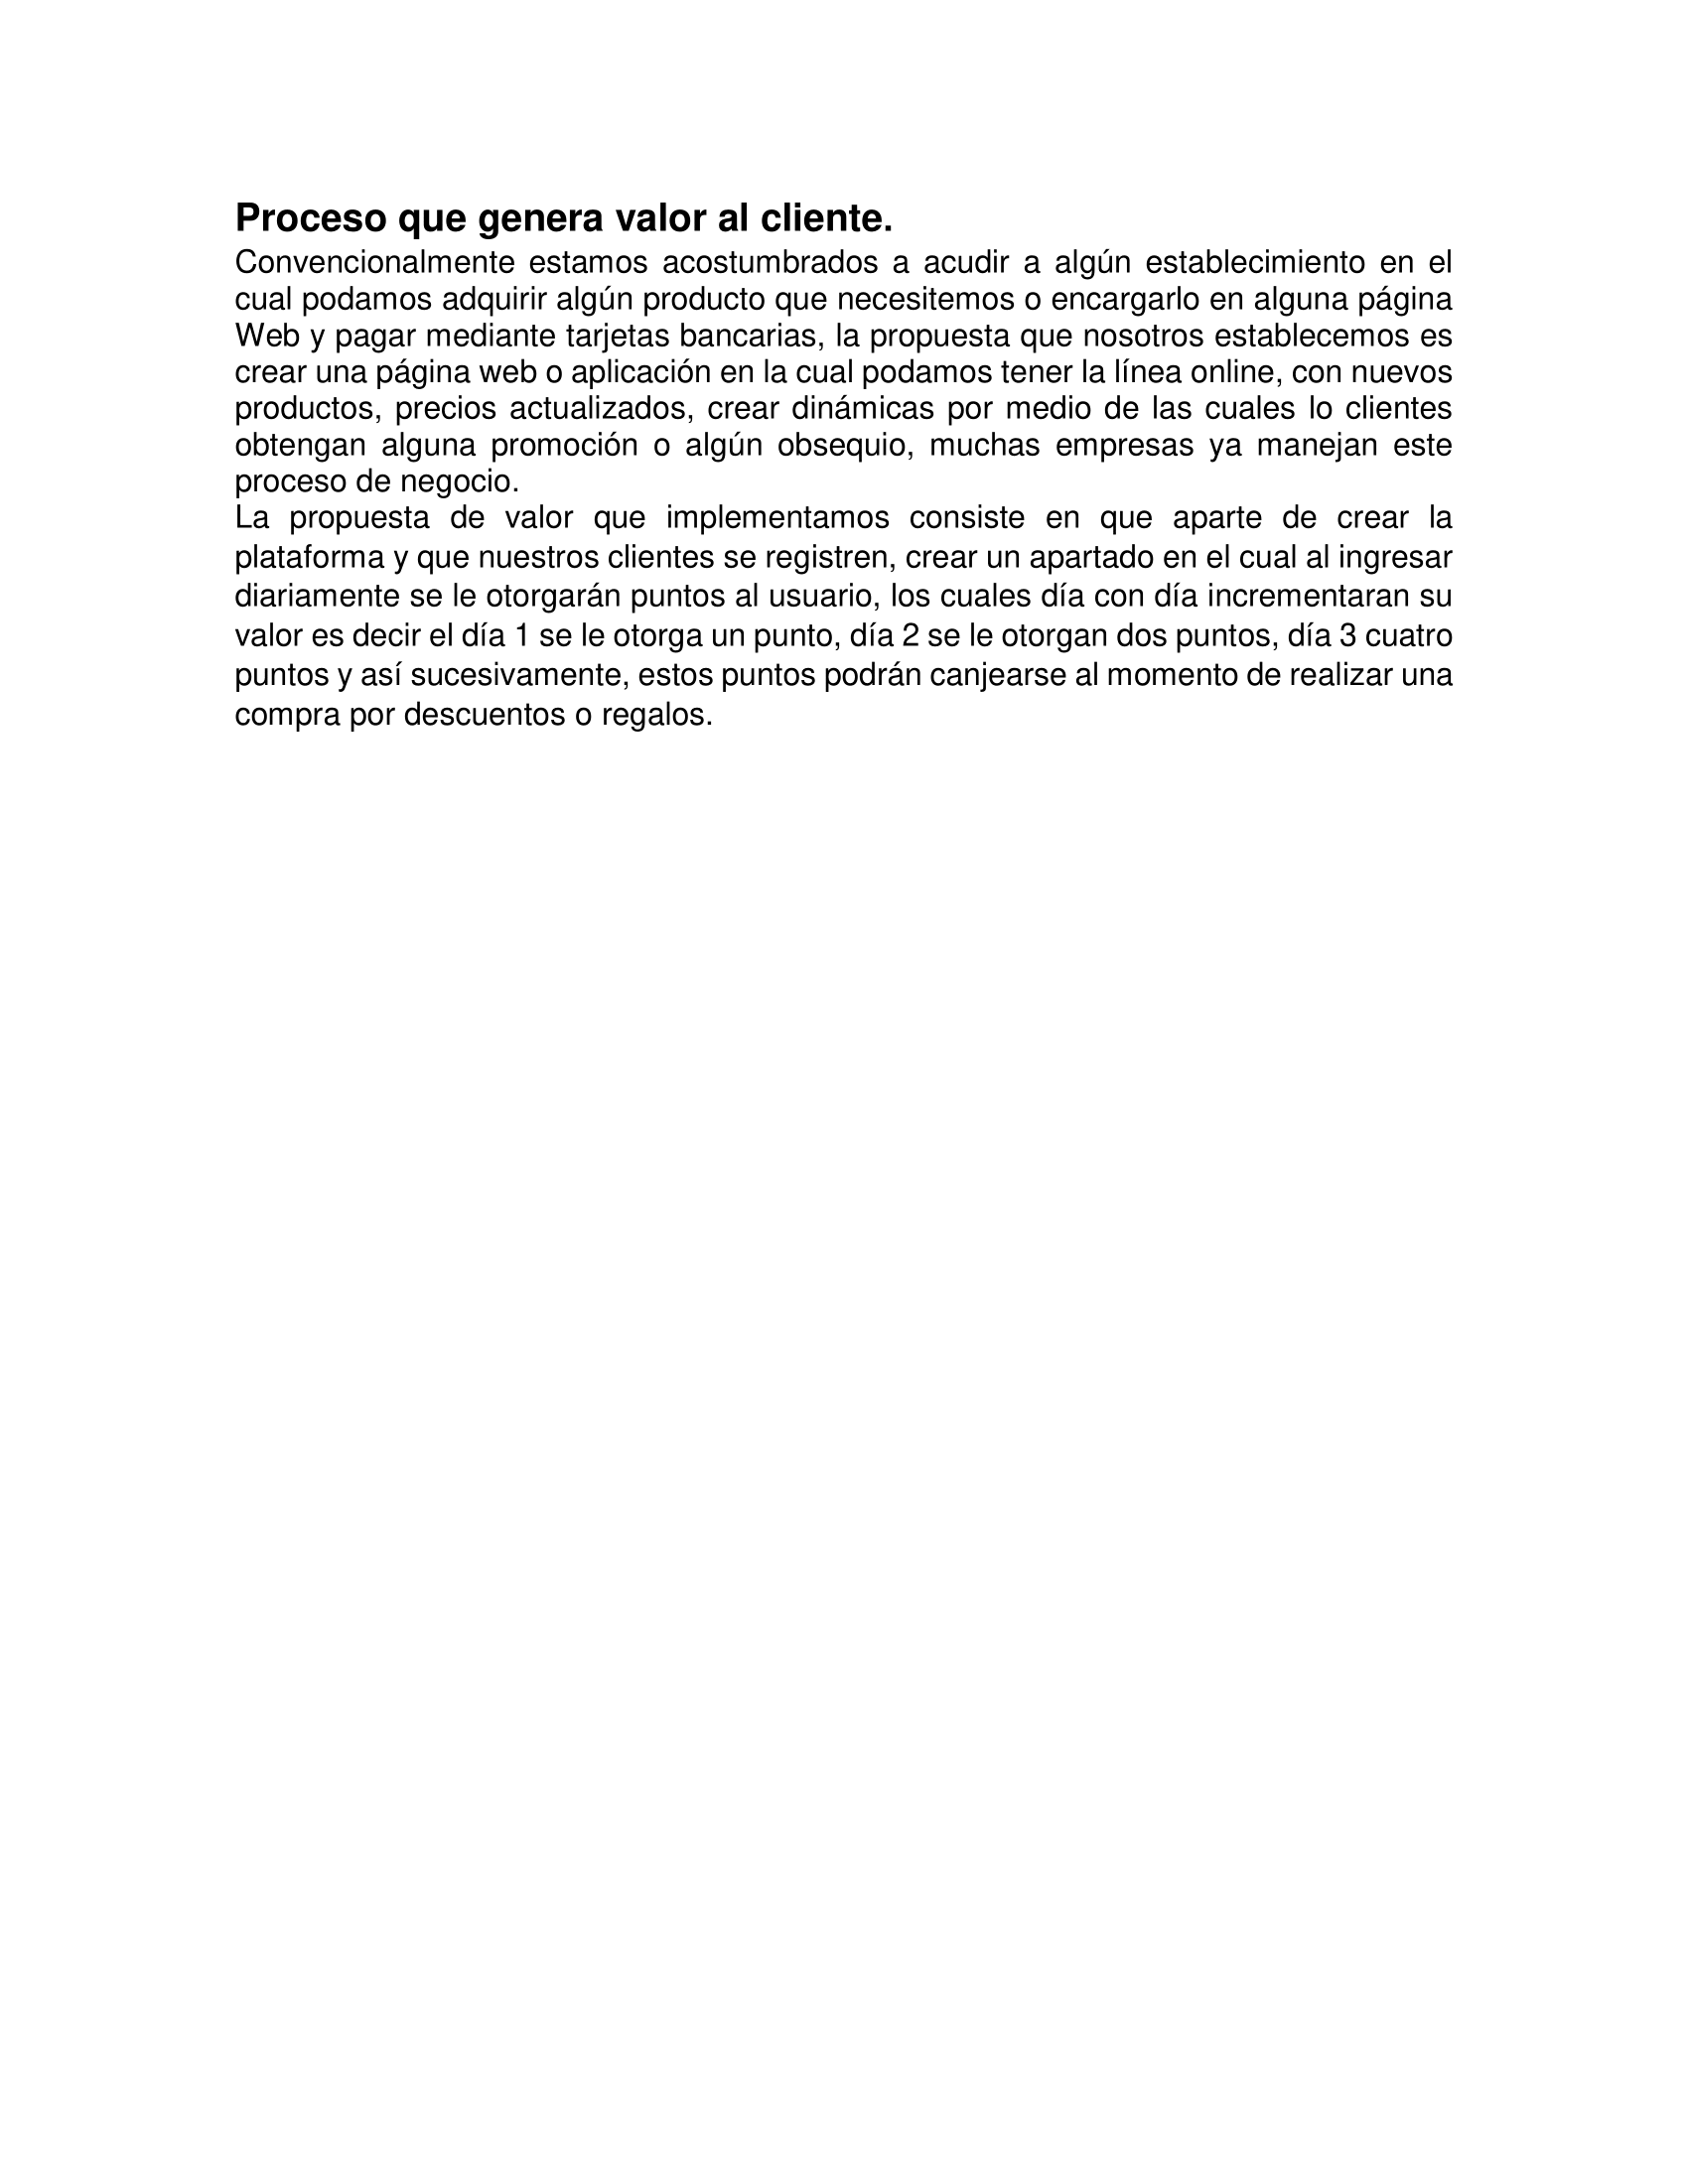 Proceso que genera valor al cliente.
Convencionalmente estamos acostumbrados a acudir a algún establecimiento en el
cual podamos adquirir algún producto que necesitemos o encargarlo en alguna página
Web y pagar mediante tarjetas bancarias, la propuesta que nosotros establecemos es
crear una página web o aplicación en la cual podamos tener la línea online, con nuevos
productos, precios actualizados, crear dinámicas por medio de las cuales lo clientes
obtengan alguna promoción o algún obsequio, muchas empresas ya manejan este
proceso de negocio.
La propuesta de valor que implementamos consiste en que aparte de crear la
plataforma y que nuestros clientes se registren, crear un apartado en el cual al ingresar
diariamente se le otorgarán puntos al usuario, los cuales día con día incrementaran su
valor es decir el día 1 se le otorga un punto, día 2 se le otorgan dos puntos, día 3 cuatro
puntos y así sucesivamente, estos puntos podrán canjearse al momento de realizar una
compra por descuentos o regalos.